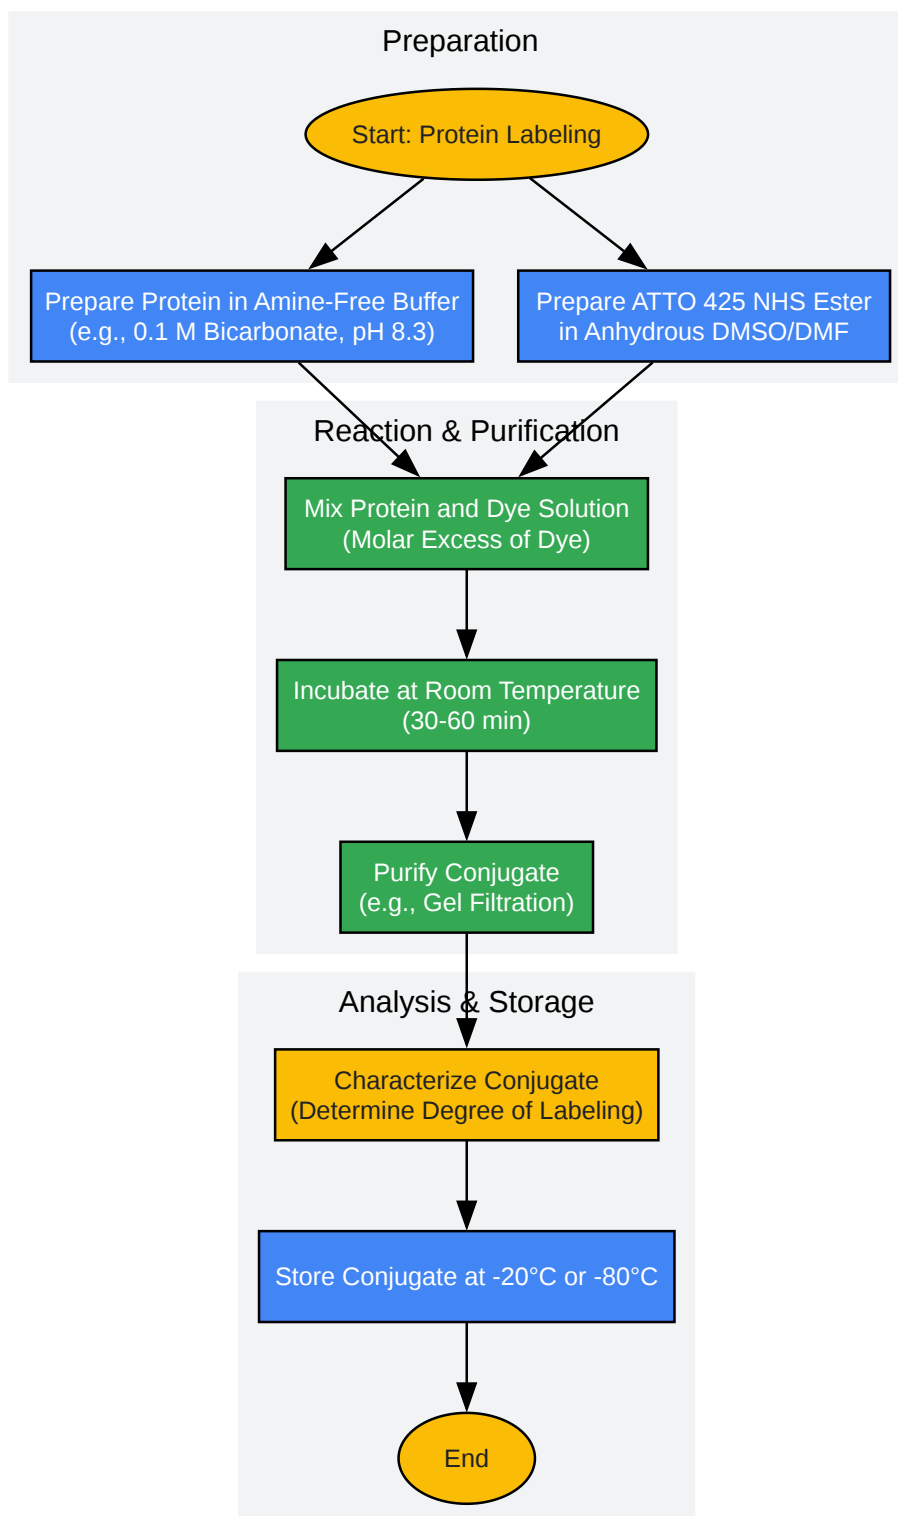 Preparation
Start: Protein Labeling
Prepare Protein in Amine-Free Buffer
(e.g., 0.1 M Bicarbonate, pH 8.3)
Prepare ATTO 425 NHS Ester
in Anhydrous DMSO/DMF
Reaction & Purification
Mix Protein and Dye Solution
(Molar Excess of Dye)
Incubate at Room Temperature
(30-60 min)
Purify Conjugate
(e.g., Gel Filtration)
Analysis & Storage
Characterize Conjugate
(Determine Degree of Labeling)
Store Conjugate at -20°C or -80°C
End